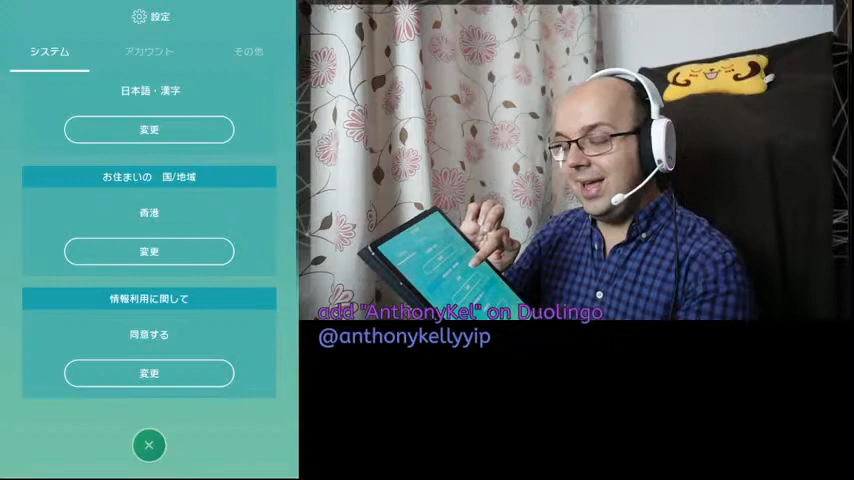 設定
システム
アカウント
その他
日本語・漢字
変更
お住まいの 国/地域
香港
変更
情報利用に関して
同意する
変更
add "AnthonyKel" on Duolingo
@anthonykellyyip